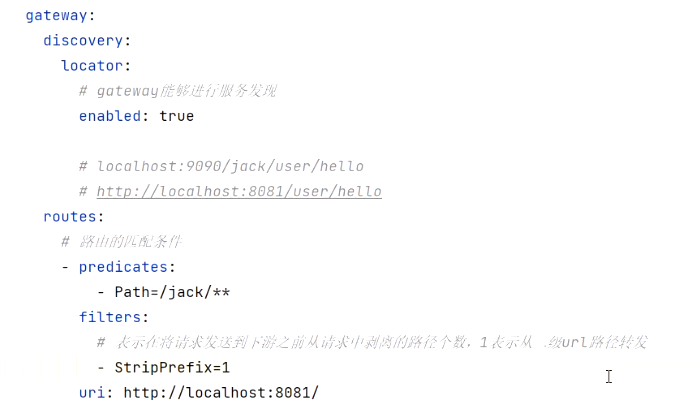 gateway:
discovery:
locator:
# gateway能够进行服务发现
enabled: true
# localhost:9090/jack/user/hello
# http://localhost:8081/user/hello
routes:
# 路由的匹配条件
- predicates:
- Path=/jack/**
filters:
# 表示在将请求发送到下游之前从请求中剥离的路径个数，1表示从 级url路径转发
- StripPrefix=1
uri: http://localhost:8081/